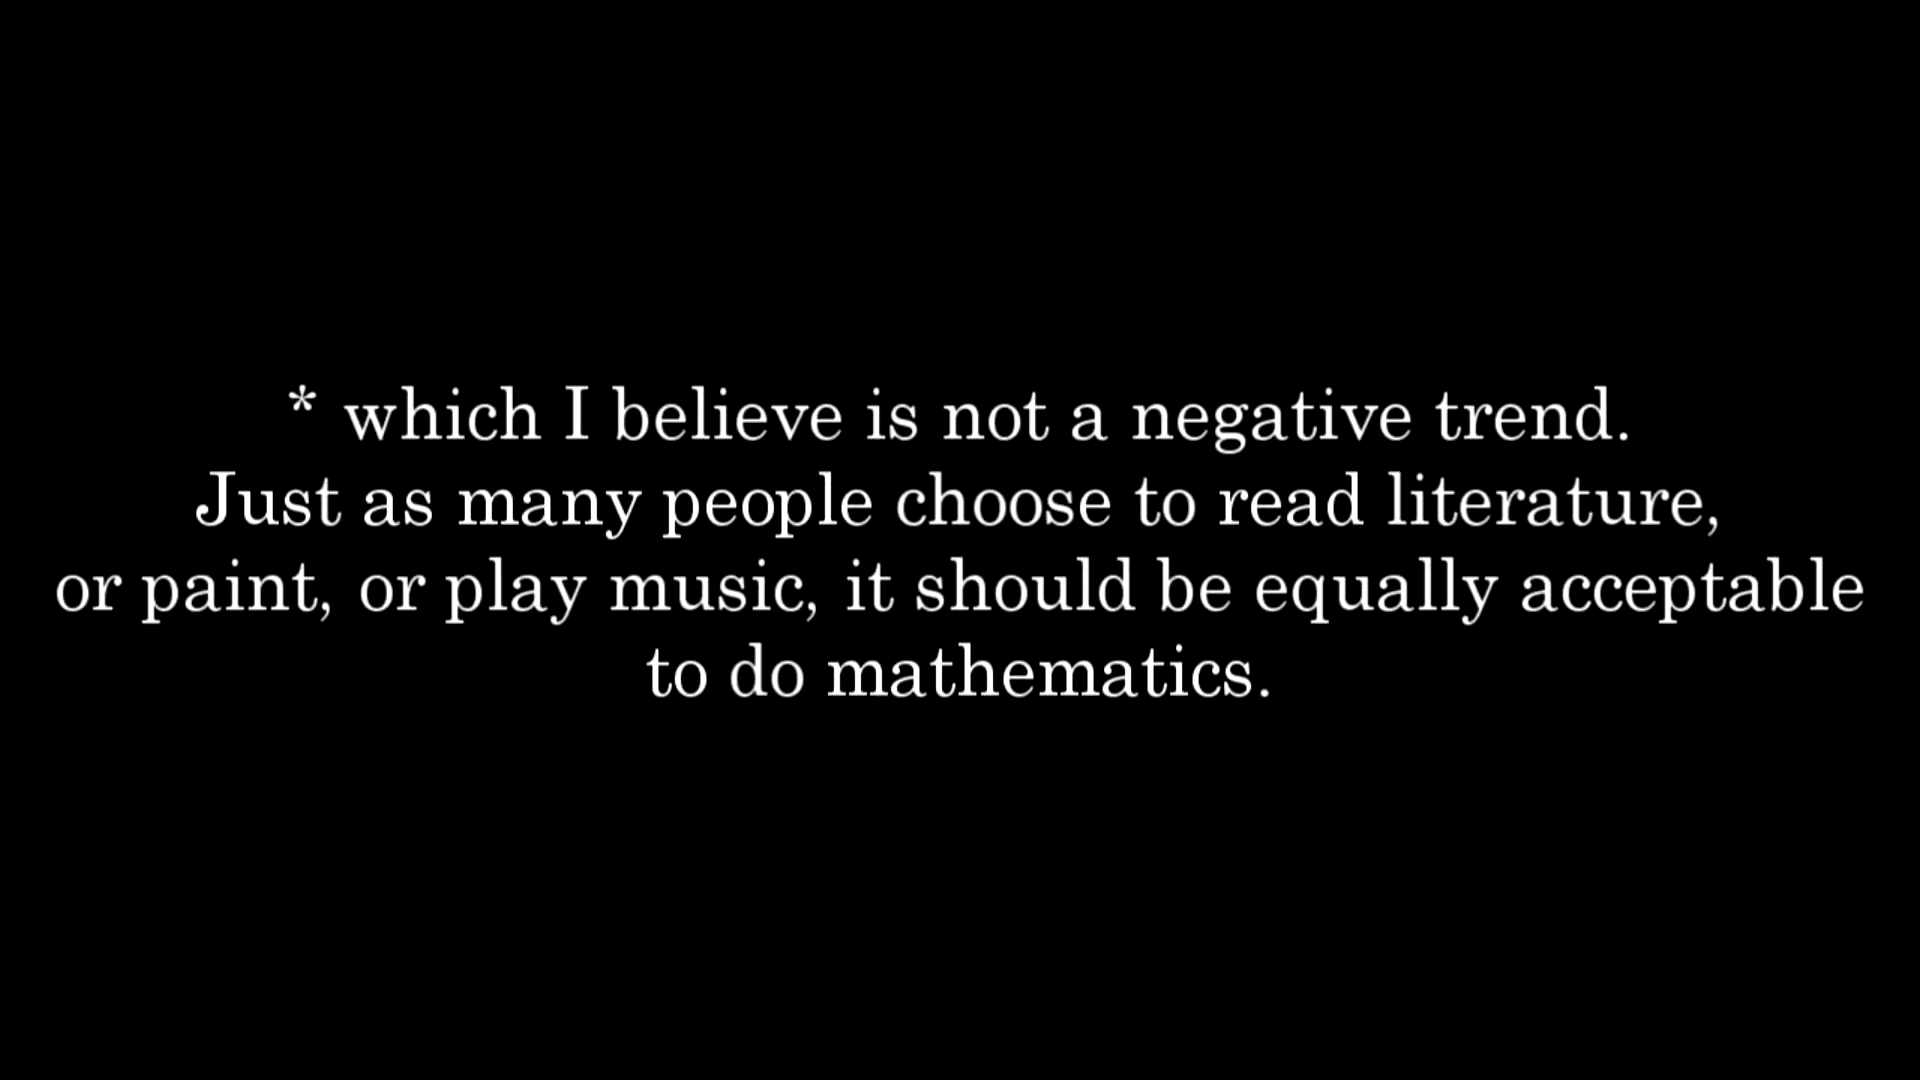 * which I believe is not a negative trend.
Just as many people choose to read literature,
or paint, or play music, it should be equally acceptable
to do mathematics.